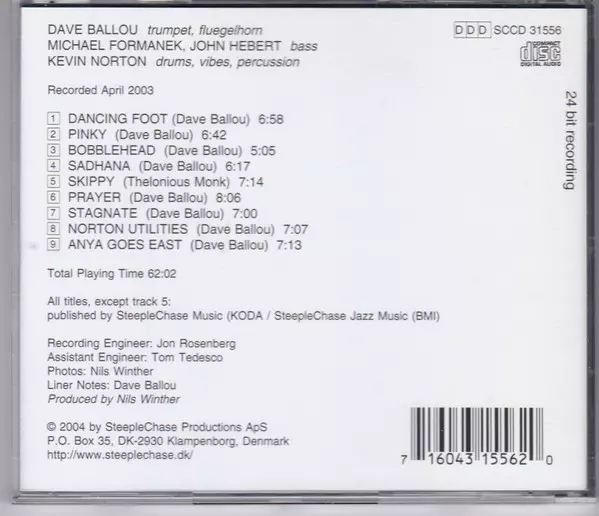 DAVE BALLOU trumpet, fluegelhorn
MICHAEL FORMANEK, JOHN HEBERT bass
KEVIN NORTON drums, vibes, percussion
DDD SCCD 31556
COMPACT
disc
DIGITAL AUDIO
24 bit recording
Recorded April 2003
1 DANCING FOOT (Dave Ballou) 6:58
2 PINKY (Dave Ballou) 6:42
3 BOBBLEHEAD (Dave Ballou) 5:05
4 SADHANA (Dave Ballou) 6:17
5 SKIPPY (Thelonious Monk) 7:14
6 PRAYER (Dave Ballou) 8:06
7 STAGNATE (Dave Ballou) 7:00
8 NORTON UTILITIES (Dave Ballou) 7:07
9 ANYA GOES EAST (Dave Ballou) 7:13
Total Playing Time 62:02
All titles, except track 5:
published by SteepleChase Music (KODA / SteepleChase Jazz Music (BMI)
Recording Engineer: Jon Rosenberg
Assistant Engineer: Tom Tedesco
Photos: Nils Winther
Liner Notes: Dave Ballou
Produced by Nils Winther
© 2004 by SteepleChase Productions ApS
P.O. Box 35, DK-2930 Klampenborg, Denmark
http://www.steeplechase.dk/
7 16043 15562 0